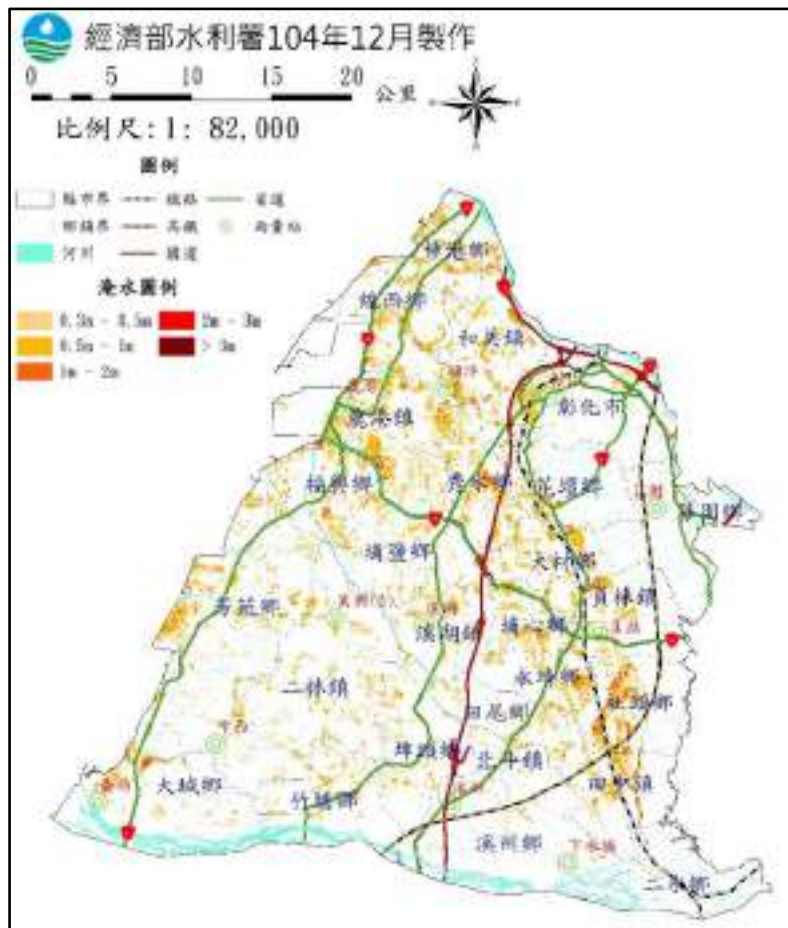 經濟部水利署104年12月製作
0 5 10 15 20
公里
比例尺:1: 82,000
圖例
縣市界 鐵路 省道
鄉鎮界 高鐵 雨量站
河川 國道
淹水圖例
0.3m - 0.5m 2m - 3m
0.5m - 1m > 3m
1m - 2m
伸港鄉
線西鄉
和美鎮
彰化市
鹿港鎮
福興鄉
秀水鄉
花壇鄉
芬園鄉
埔鹽鄉
大村鄉
員林鎮
芳苑鄉
溪湖鎮
埔心鄉
二林鎮
永靖鄉
田尾鄉
社頭鄉
埤頭鄉
北斗鎮
大城鄉
竹塘鄉
田中鎮
溪州鄉
下水埔
二水鄉